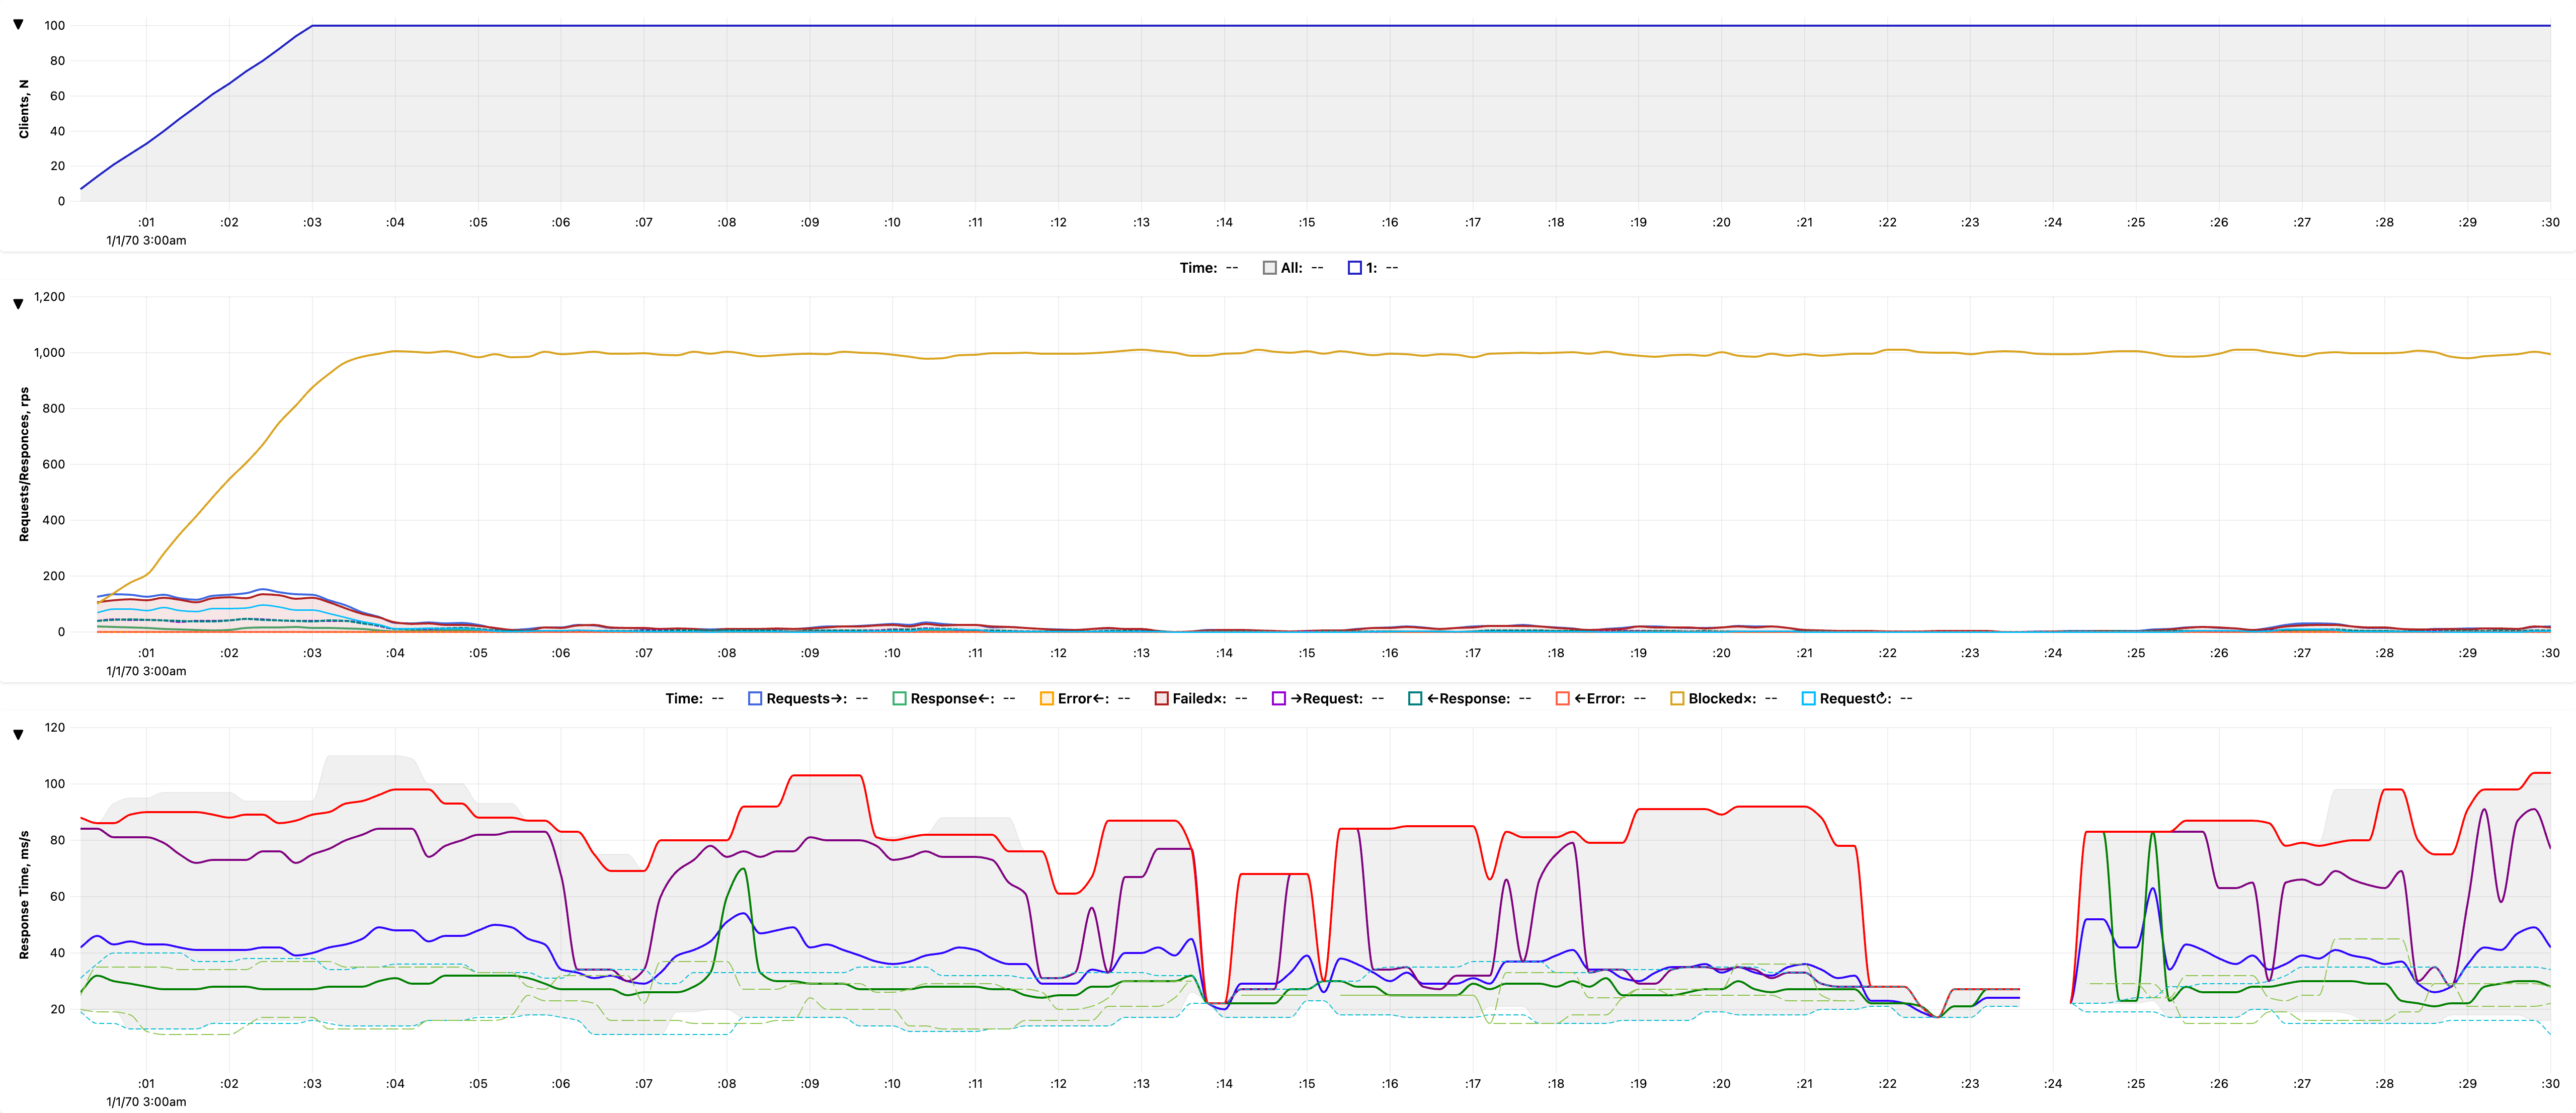 ▼
Clients, N
100
80
60
40
20
0
:01 :02 :03 :04 :05 :06 :07 :08 :09 :10 :11 :12 :13 :14 :15 :16 :17 :18 :19 :20 :21 :22 :23 :24 :25 :26 :27 :28 :29 :30
1/1/70 3:00am
Time: -- All: -- 1: --
▼
Requests/Responces, rps
1,200
1,000
800
600
400
200
0
:01 :02 :03 :04 :05 :06 :07 :08 :09 :10 :11 :12 :13 :14 :15 :16 :17 :18 :19 :20 :21 :22 :23 :24 :25 :26 :27 :28 :29 :30
1/1/70 3:00am
Time: -- Requests→: -- Response←: -- Error←: -- Failed×: -- →Request: -- ←Response: -- ←Error: -- Blocked×: -- Request↻: --
▼
Response Time, ms/s
120
100
80
60
40
20
:01 :02 :03 :04 :05 :06 :07 :08 :09 :10 :11 :12 :13 :14 :15 :16 :17 :18 :19 :20 :21 :22 :23 :24 :25 :26 :27 :28 :29 :30
1/1/70 3:00am